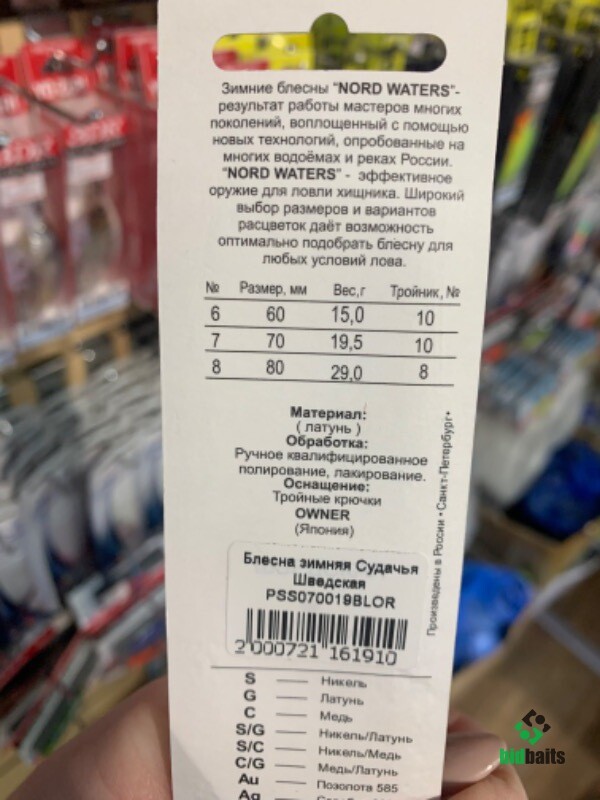 Зимние блесны "NORD WATERS"-
результат работы мастеров многих
поколений, воплощенный с помощью
новых технологий, опробованные на
многих водоёмах и реках России.
"NORD WATERS" - эффективное
оружие для ловли хищника. Широкий
выбор размеров и вариантов
расцветок даёт возможность
оптимально подобрать блесну для
любых условий лова.
№ Размер, мм Вес,г Тройник, №
6 60 15,0 10
7 70 19,5 10
8 80 29,0 8
Материал:
( латунь )
Обработка:
Ручное квалифицированное
полирование, лакирование.
Оснащение:
Тройные крючки
OWNER
(Япония)
Произведены в России • Санкт-Петербург•
Блесна зимняя Судачья
Шведская
PSS070019BLOR
2 000721 161910
S — Никель
G — Латунь
C — Медь
S/G — Никель/Латунь
S/C — Никель/Медь
C/G — Медь/Латунь
Au — Позолота 585
Ag
bidbaits